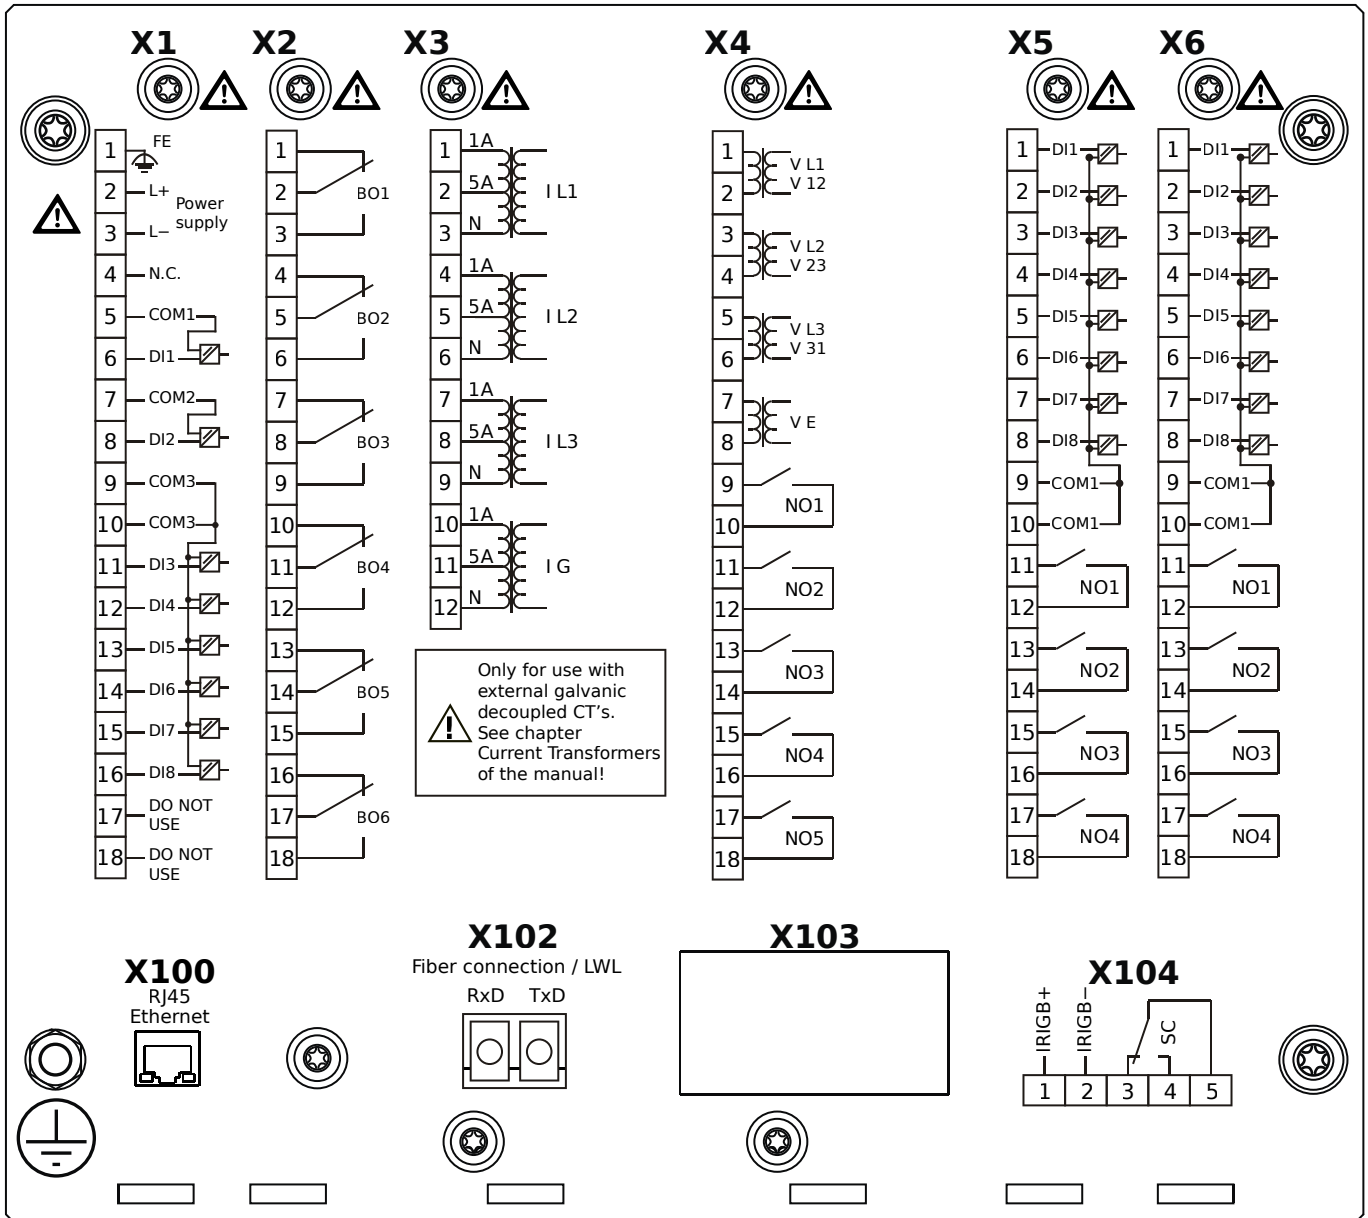 X1
X2
X3
X4
X5
X6
1 FE
2 L+
Power
supply
3 L−
4 N.C.
5 COM1
6 DI1
7 COM2
8 DI2
9 COM3
10 COM3
11 DI3
12 DI4
13 DI5
14 DI6
15 DI7
16 DI8
17 DO NOT
USE
18 DO NOT
USE
1
2 BO1
3
4
5 BO2
6
7
8 BO3
9
10
11 BO4
12
13
14 BO5
15
16
17 BO6
18
1 1A
2 5A I L1
3 N
4 1A
5 5A I L2
6 N
7 1A
8 5A I L3
9 N
10 1A
11 5A I G
12 N
Only for use with
external galvanic
decoupled CT's.
See chapter
Current Transformers
of the manual!
1 V L1
2 V 12
3 V L2
4 V 23
5 V L3
6 V 31
7 V E
8
9 NO1
10
11 NO2
12
13 NO3
14
15 NO4
16
17 NO5
18
1 DI1
2 DI2
3 DI3
4 DI4
5 DI5
6 DI6
7 DI7
8 DI8
9 COM1
10 COM1
11 NO1
12
13 NO2
14
15 NO3
16
17 NO4
18
1 DI1
2 DI2
3 DI3
4 DI4
5 DI5
6 DI6
7 DI7
8 DI8
9 COM1
10 COM1
11 NO1
12
13 NO2
14
15 NO3
16
17 NO4
18
X100
RJ45
Ethernet
X102
Fiber connection / LWL
RxD TxD
X103
X104
IRIGB+
IRIGB−
SC
1 2 3 4 5